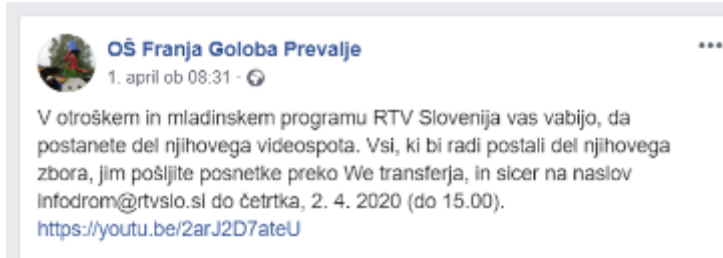 OŠ Franja Goloba Prevalje
1. april ob 08:31 ·
V otroškem in mladinskem programu RTV Slovenija vas vabijo, da
postanete del njihovega videospota. Vsi, ki bi radi postali del njihovega
zbora, jim pošljite posnetke preko We transferja, in sicer na naslov
infodrom@rtvslo.si do četrtka, 2. 4. 2020 (do 15.00).
https://youtu.be/2arJ2D7ateU